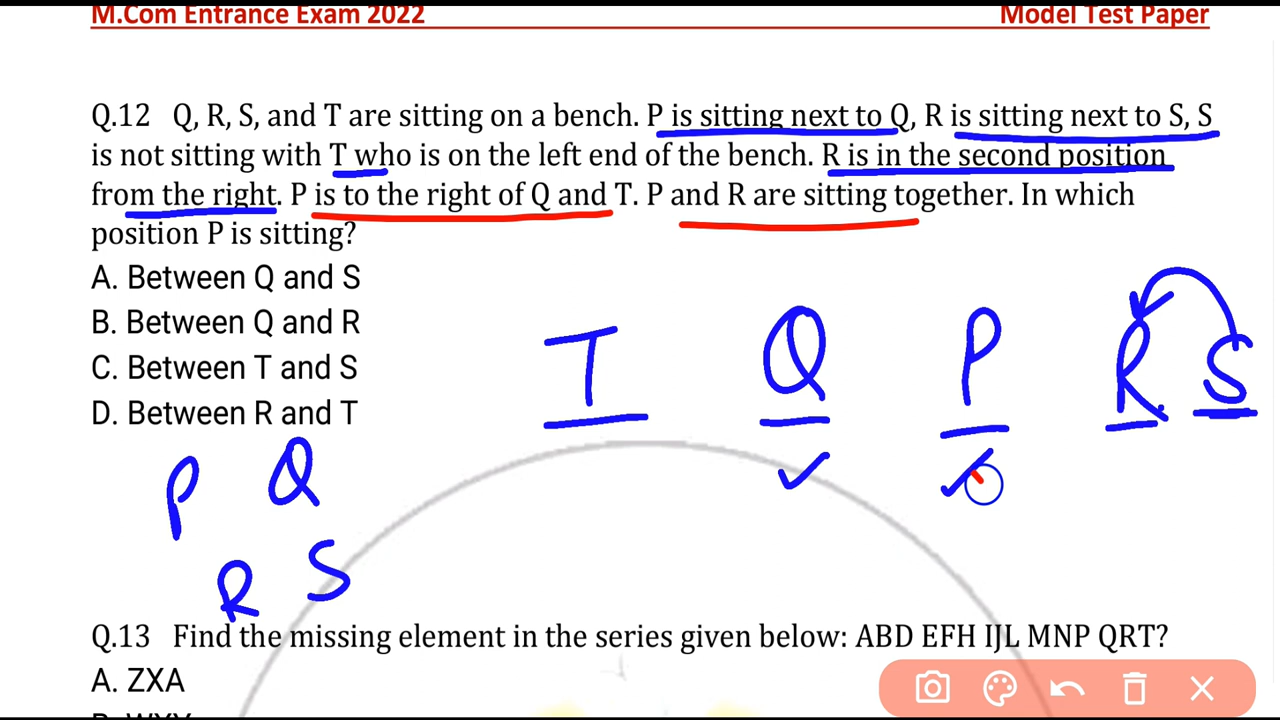 M.Com Entrance Exam 2022 Model Test Paper
Q.12 Q, R, S, and T are sitting on a bench. P is sitting next to Q, R is sitting next to S, S
is not sitting with T who is on the left end of the bench. R is in the second position
from the right. P is to the right of Q and T. P and R are sitting together. In which
position P is sitting?
A. Between Q and S
B. Between Q and R
C. Between T and S
D. Between R and T
T Q P R S
P Q
R S
Q.13 Find the missing element in the series given below: ABD EFH IJL MNP QRT?
A. ZXA